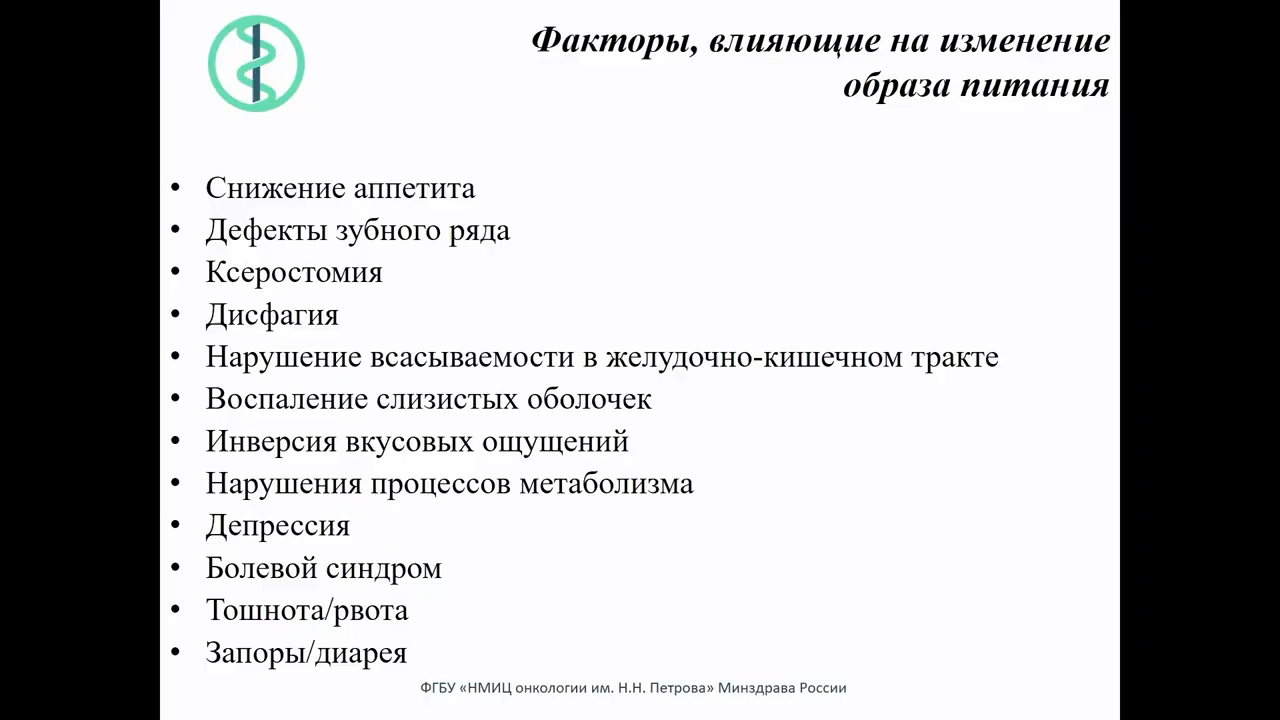 Факторы, влияющие на изменение
образа питания
• Снижение аппетита
• Дефекты зубного ряда
• Ксеростомия
• Дисфагия
• Нарушение всасываемости в желудочно-кишечном тракте
• Воспаление слизистых оболочек
• Инверсия вкусовых ощущений
• Нарушения процессов метаболизма
• Депрессия
• Болевой синдром
• Тошнота/рвота
• Запоры/диарея
ФГБУ «НМИЦ онкологии им. Н.Н. Петрова» Минздрава России